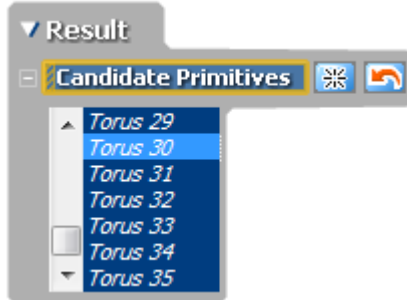 Result
Candidate Primitives
Torus 29
Torus 30
Torus 31
Torus 32
Torus 33
Torus 34
Torus 35